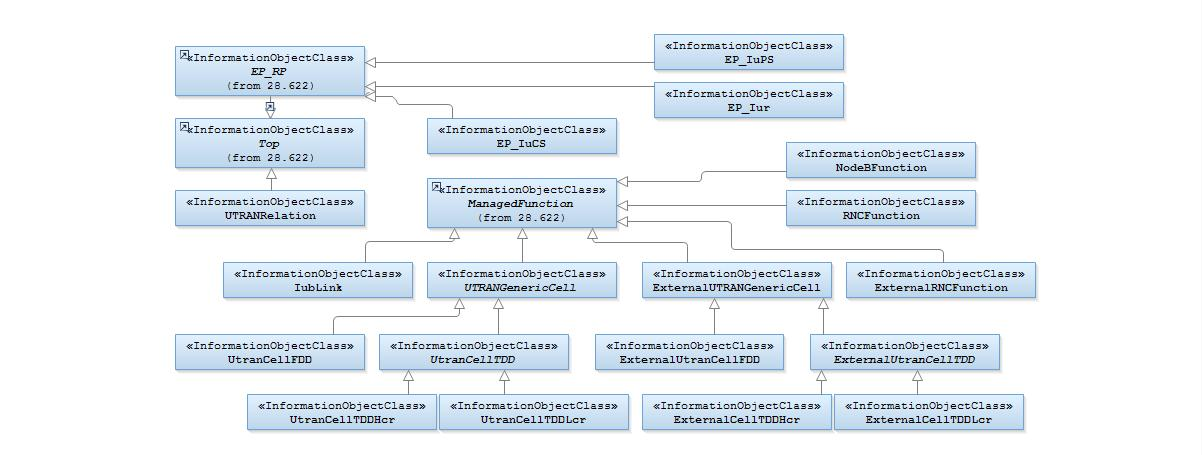 «InformationObjectClass»
EP_RP
(from 28.622)
«InformationObjectClass»
EP_IuPS
«InformationObjectClass»
EP_Iur
«InformationObjectClass»
Top
(from 28.622)
«InformationObjectClass»
EP_IuCS
«InformationObjectClass»
NodeBFunction
«InformationObjectClass»
UTRANRelation
«InformationObjectClass»
ManagedFunction
(from 28.622)
«InformationObjectClass»
RNCFunction
«InformationObjectClass»
IubLink
«InformationObjectClass»
UTRANGenericCell
«InformationObjectClass»
ExternalUTRANGenericCell
«InformationObjectClass»
ExternalRNCFunction
«InformationObjectClass»
UtranCellFDD
«InformationObjectClass»
UtranCellTDD
«InformationObjectClass»
ExternalUtranCellFDD
«InformationObjectClass»
ExternalUtranCellTDD
«InformationObjectClass»
UtranCellTDDHcr
«InformationObjectClass»
UtranCellTDDLcr
«InformationObjectClass»
ExternalCellTDDHcr
«InformationObjectClass»
ExternalCellTDDLcr